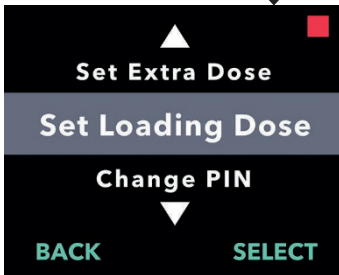 Set Extra Dose
Set Loading Dose
Change PIN
BACK SELECT